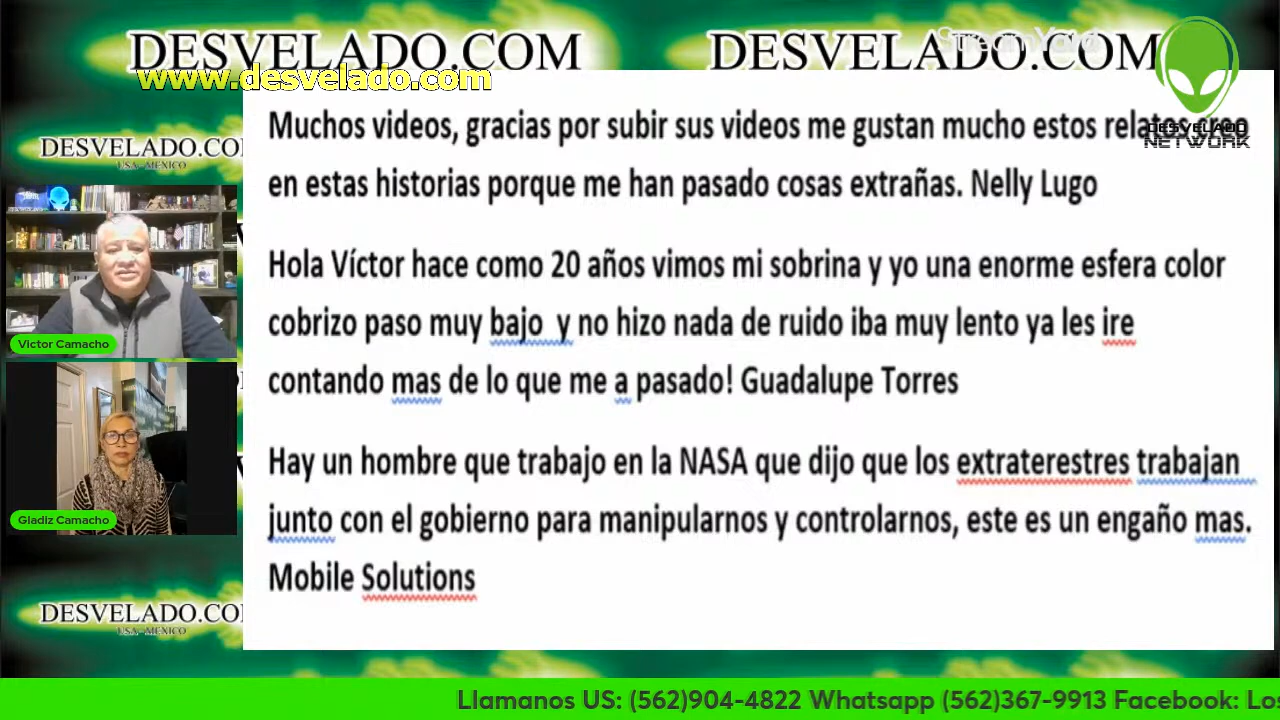 DESVELADO.COM
DESVELADO.COM
StreamYard
www.desvelado.com
DESVELADO
NETWORK
DESVELADO.CO
USA - MEXICO
Muchos videos, gracias por subir sus videos me gustan mucho estos relatos creo
en estas historias porque me han pasado cosas extrañas. Nelly Lugo
Hola Víctor hace como 20 años vimos mi sobrina y yo una enorme esfera color
cobrizo paso muy bajo y no hizo nada de ruido iba muy lento ya les ire
contando mas de lo que me a pasado! Guadalupe Torres
Hay un hombre que trabajo en la NASA que dijo que los extraterestres trabajan
junto con el gobierno para manipularnos y controlarnos, este es un engaño mas.
Mobile Solutions
Victor Camacho
Gladiz Camacho
DESVELADO.CO
USA - MEXICO
Llamanos US: (562)904-4822 Whatsapp (562)367-9913 Facebook: Los